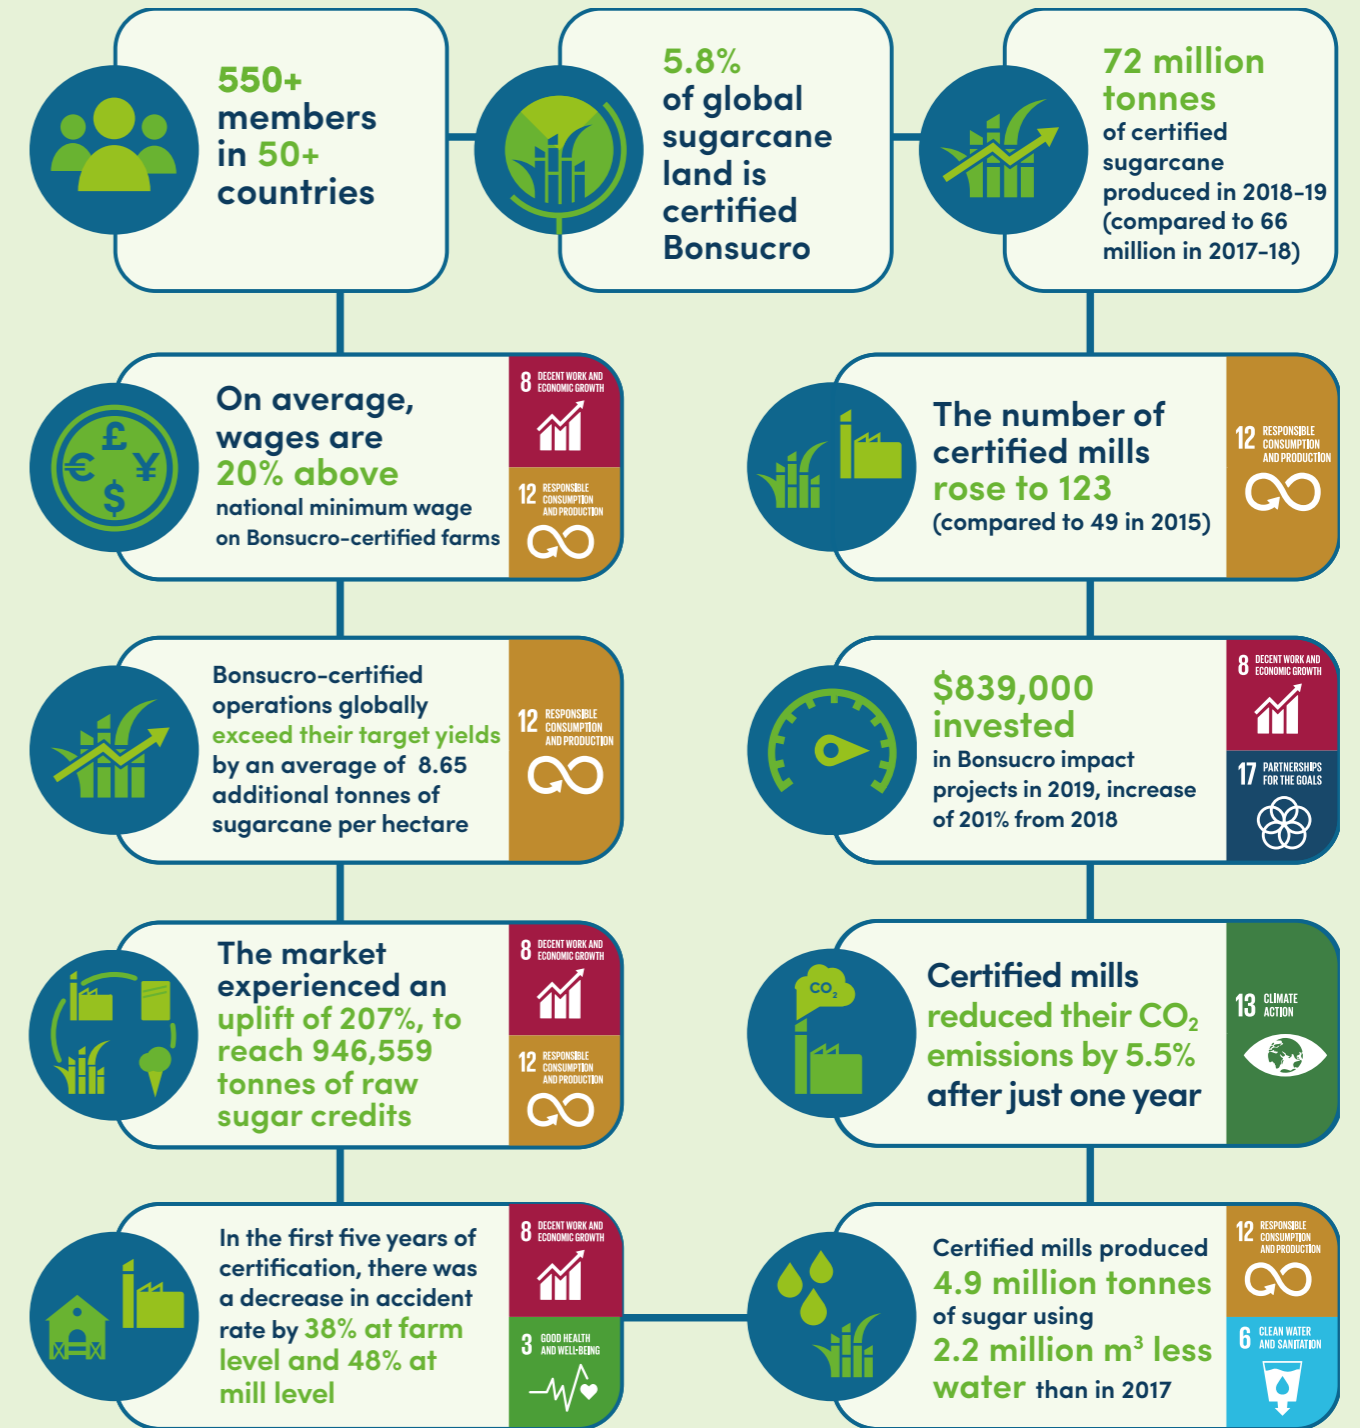 550+
members
in 50+
countries
5.8%
of global
sugarcane
land is
certified
Bonsucro
72 million
tonnes
of certified
sugarcane
produced in 2018-19
(compared to 66
million in 2017-18)
On average,
wages are
20% above
national minimum wage
on Bonsucro-certified farms
8 DECENT WORK AND
ECONOMIC GROWTH
12 RESPONSIBLE
CONSUMPTION
AND PRODUCTION
£
€ ¥
$
The number of
certified mills
rose to 123
(compared to 49 in 2015)
12 RESPONSIBLE
CONSUMPTION
AND PRODUCTION
Bonsucro-certified
operations globally
exceed their target yields
by an average of 8.65
additional tonnes of
sugarcane per hectare
12 RESPONSIBLE
CONSUMPTION
AND PRODUCTION
$839,000
invested
in Bonsucro impact
projects in 2019, increase
of 201% from 2018
8 DECENT WORK AND
ECONOMIC GROWTH
17 PARTNERSHIPS
FOR THE GOALS
The market
experienced an
uplift of 207%, to
reach 946,559
tonnes of raw
sugar credits
8 DECENT WORK AND
ECONOMIC GROWTH
12 RESPONSIBLE
CONSUMPTION
AND PRODUCTION
CO₂
Certified mills
reduced their CO₂
emissions by 5.5%
after just one year
13 CLIMATE
ACTION
In the first five years of
certification, there was
a decrease in accident
rate by 38% at farm
level and 48% at
mill level
8 DECENT WORK AND
ECONOMIC GROWTH
3 GOOD HEALTH
AND WELL-BEING
Certified mills produced
4.9 million tonnes
of sugar using
2.2 million m³ less
water than in 2017
12 RESPONSIBLE
CONSUMPTION
AND PRODUCTION
6 CLEAN WATER
AND SANITATION